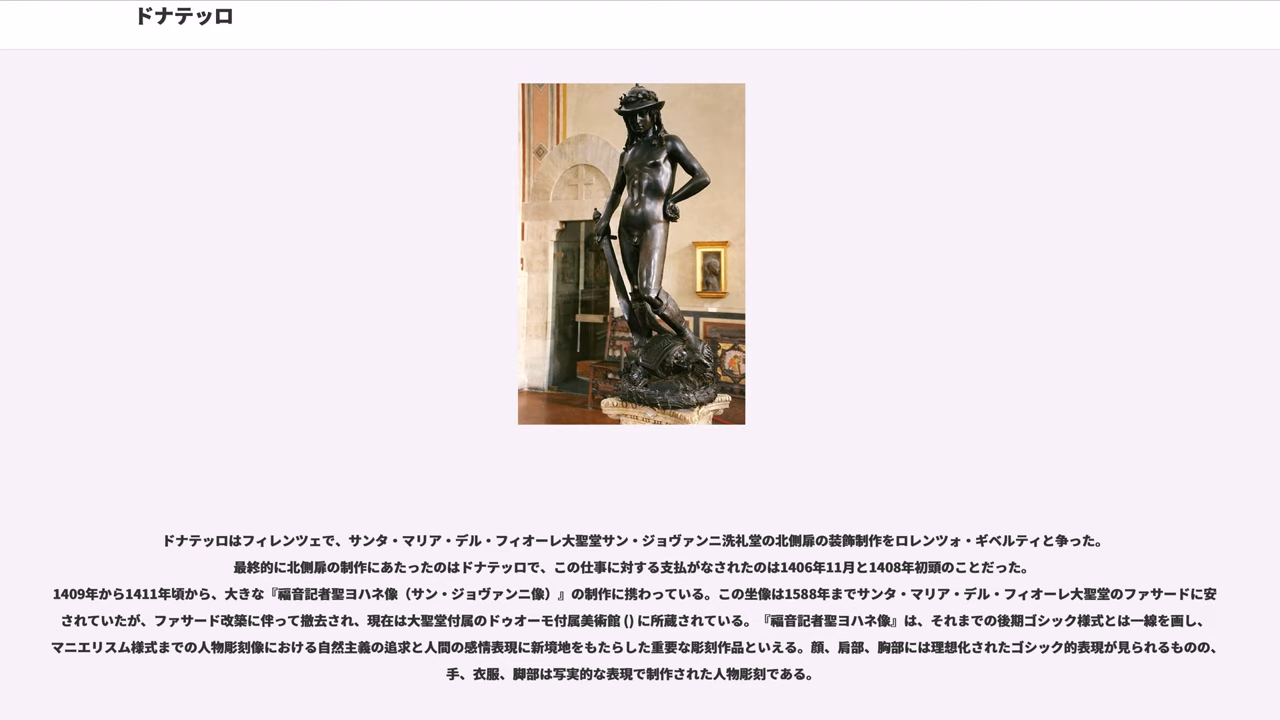 ドナテッロ
ドナテッロはフィレンツェで、サンタ・マリア・デル・フィオーレ大聖堂サン・ジョヴァンニ洗礼堂の北側扉の装飾制作をロレンツォ・ギベルティと争った。
最終的に北側扉の制作にあたったのはドナテッロで、この仕事に対する支払がなされたのは1406年11月と1408年初頭のことだった。
1409年から1411年頃から、大きな『福音記者聖ヨハネ像（サン・ジョヴァンニ像）』の制作に携わっている。この坐像は1588年までサンタ・マリア・デル・フィオーレ大聖堂のファサードに安
されていたが、ファサード改築に伴って撤去され、現在は大聖堂付属のドゥオーモ付属美術館 () に所蔵されている。『福音記者聖ヨハネ像』は、それまでの後期ゴシック様式とは一線を画し、
マニエリスム様式までの人物彫刻像における自然主義の追求と人間の感情表現に新境地をもたらした重要な彫刻作品といえる。顔、肩部、胸部には理想化されたゴシック的表現が見られるものの、
手、衣服、脚部は写実的な表現で制作された人物彫刻である。